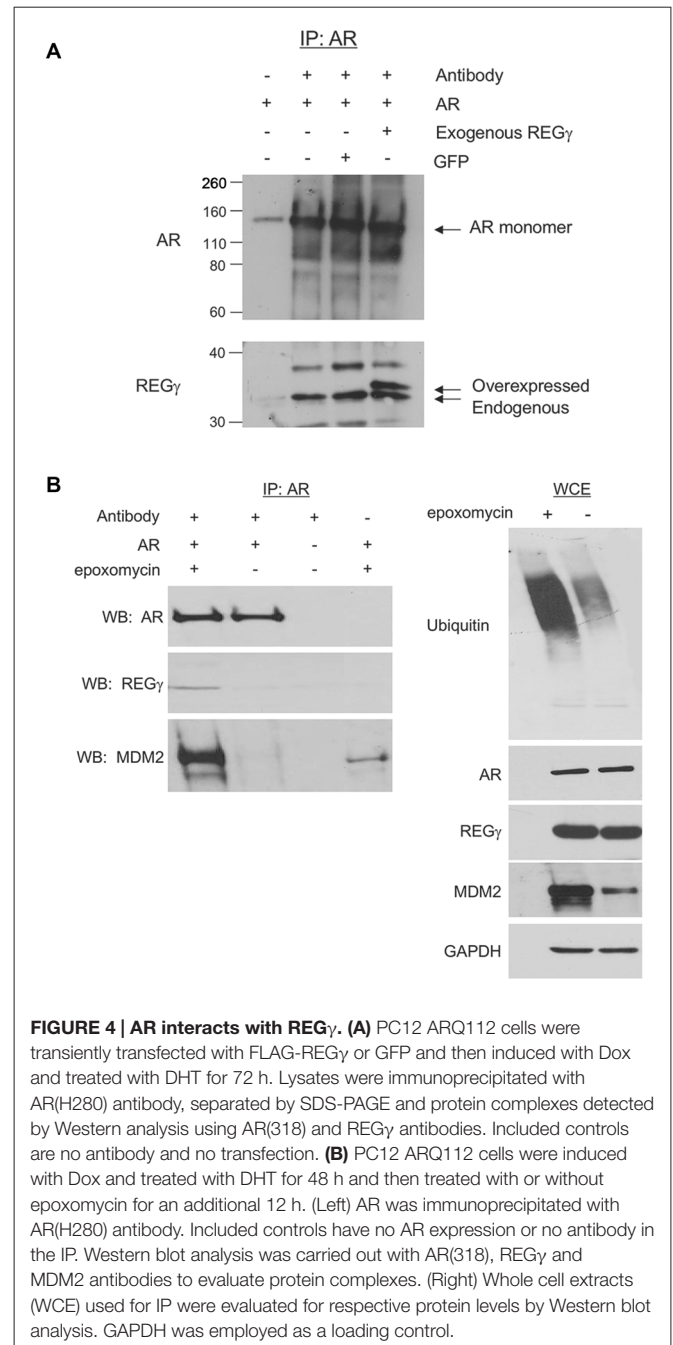 A
IP: AR
- + + + Antibody
+ + + + AR
- - - + Exogenous REGγ
- - + - GFP
260
160
110
80
60
AR
AR monomer
40
30
REGγ
Overexpressed
Endogenous
B
IP: AR
Antibody + + + -
AR + + - +
epoxomycin + - - +
WB: AR
WB: REGγ
WB: MDM2
WCE
epoxomycin + -
Ubiquitin
AR
REGγ
MDM2
GAPDH
FIGURE 4 | AR interacts with REGγ. (A) PC12 ARQ112 cells were
transiently transfected with FLAG-REGγ or GFP and then induced with Dox
and treated with DHT for 72 h. Lysates were immunoprecipitated with
AR(H280) antibody, separated by SDS-PAGE and protein complexes detected
by Western analysis using AR(318) and REGγ antibodies. Included controls
are no antibody and no transfection. (B) PC12 ARQ112 cells were induced
with Dox and treated with DHT for 48 h and then treated with or without
epoxomycin for an additional 12 h. (Left) AR was immunoprecipitated with
AR(H280) antibody. Included controls have no AR expression or no antibody in
the IP. Western blot analysis was carried out with AR(318), REGγ and
MDM2 antibodies to evaluate protein complexes. (Right) Whole cell extracts
(WCE) used for IP were evaluated for respective protein levels by Western blot
analysis. GAPDH was employed as a loading control.